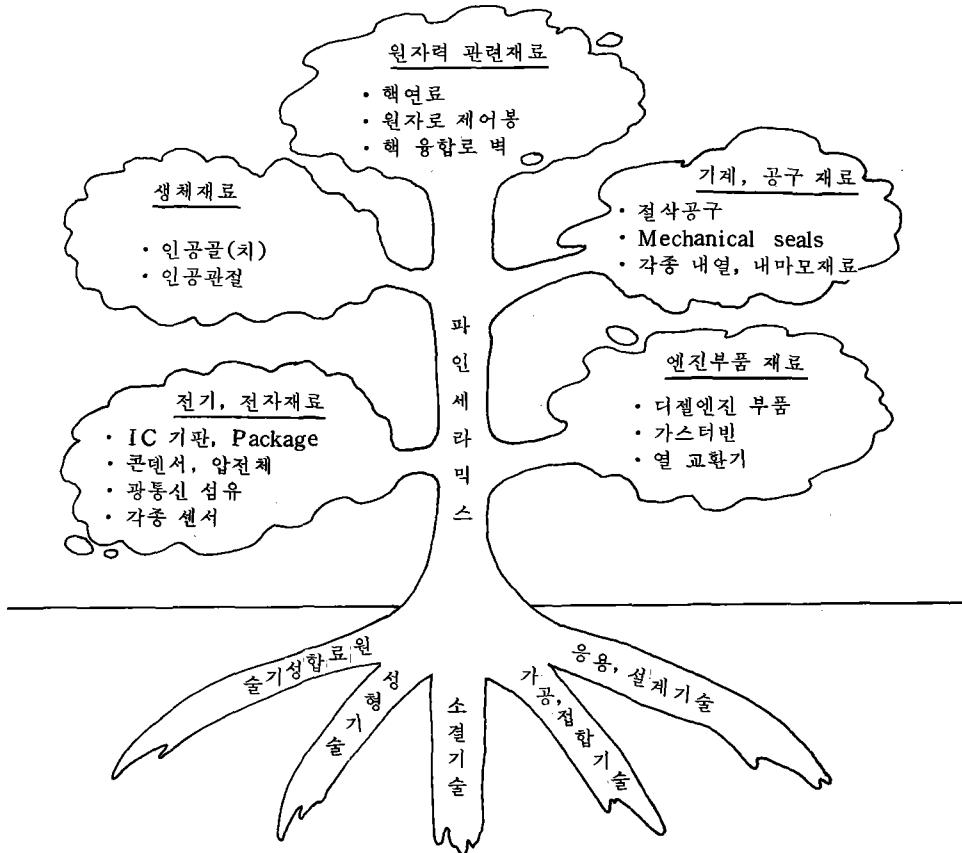 원자력 관련재료
· 핵연료
· 원자로 제어봉
· 핵 융합로 벽
생체재료
· 인공골(치)
· 인공관절
기계, 공구 재료
· 절삭공구
· Mechanical seals
· 각종 내열, 내마모재료
전기, 전자재료
· IC 기판, Package
· 콘덴서, 압전체
· 광통신 섬유
· 각종 센서
엔진부품 재료
· 디젤엔진 부품
· 가스터빈
· 열 교환기
파인세라믹스
원료합성기술
성형기술
소결기술
가공, 접합기술
응용, 설계기술